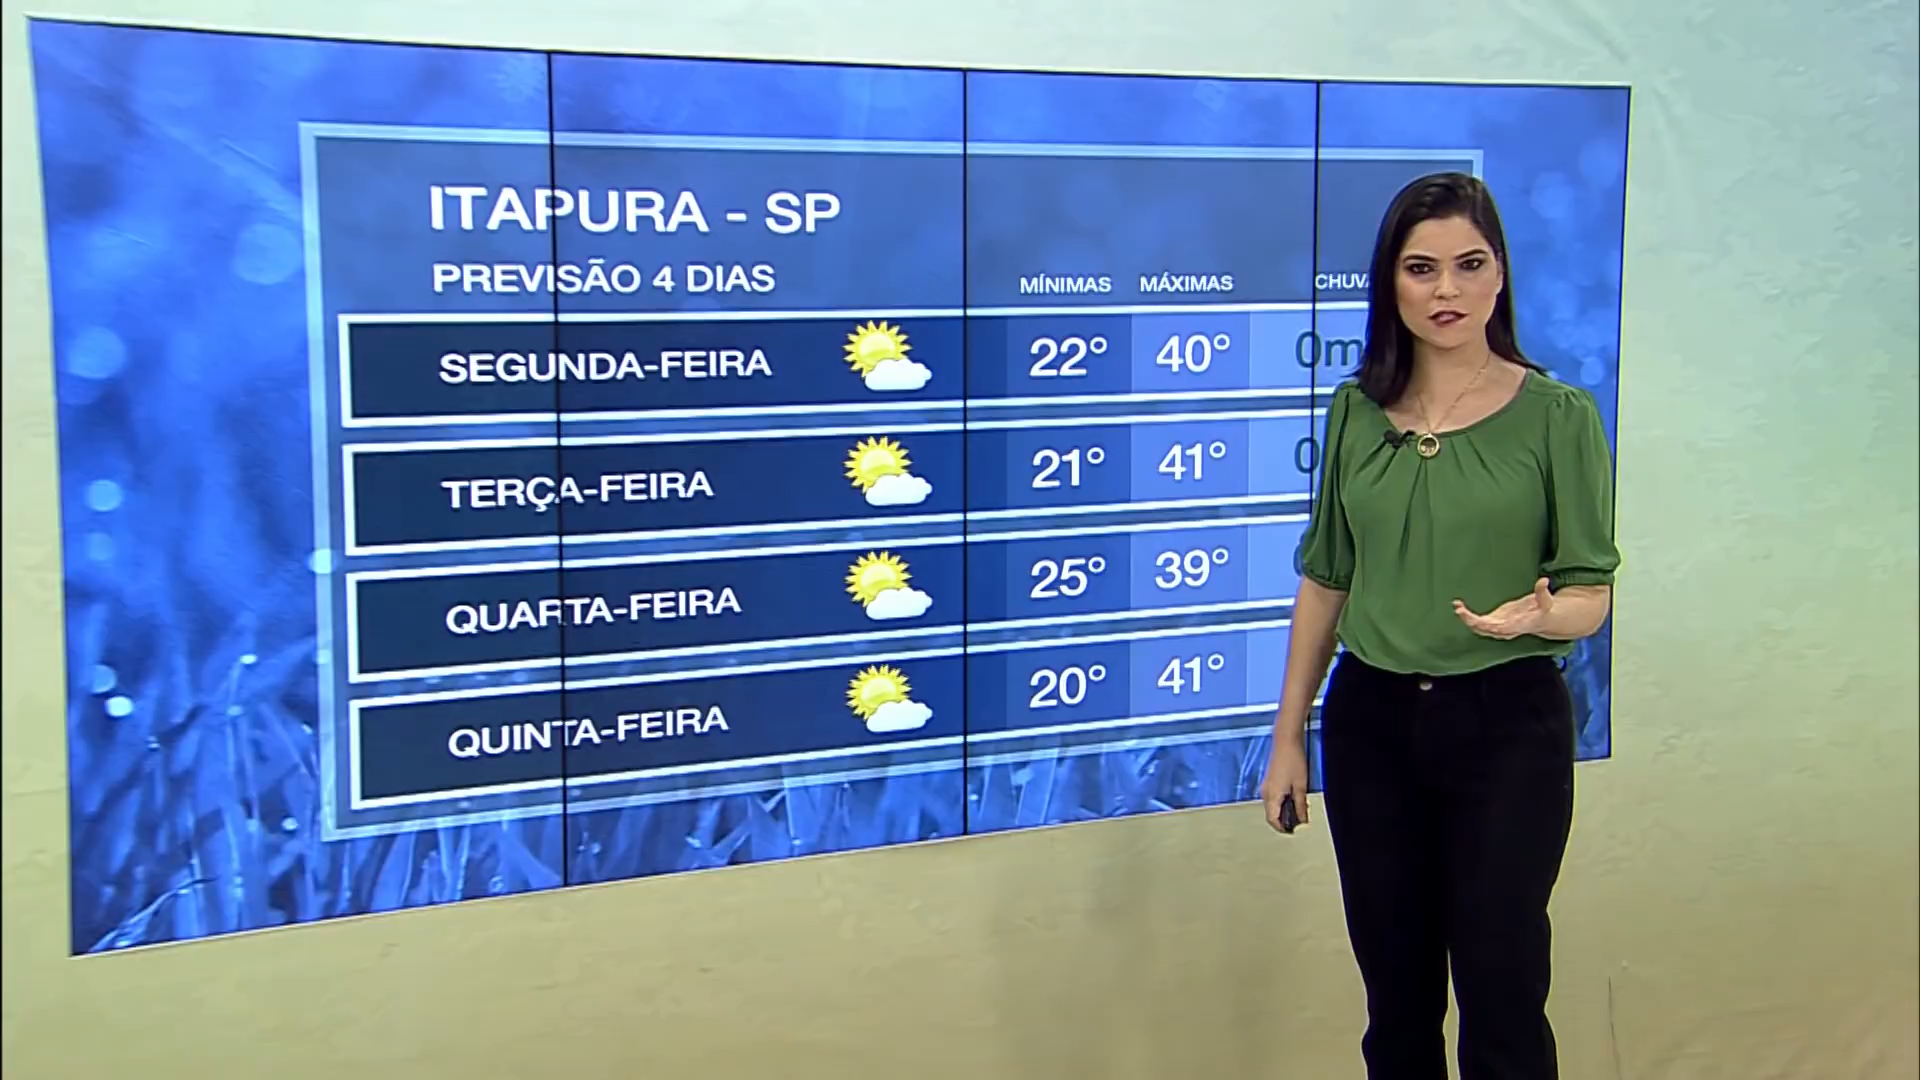 ITAPURA - SP
PREVISÃO 4 DIAS
MÍNIMAS MÁXIMAS
SEGUNDA-FEIRA 22° 40°
TERÇA-FEIRA 21° 41°
QUARTA-FEIRA 25° 39°
QUINTA-FEIRA 20° 41°